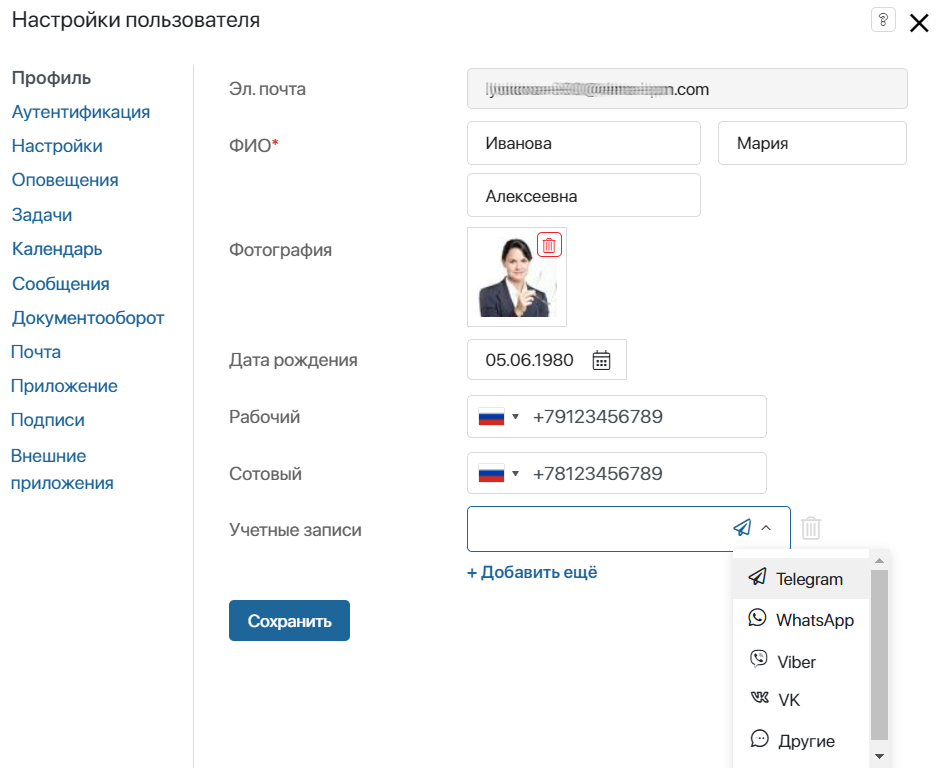 Настройки пользователя
?
Профиль
Аутентификация
Настройки
Оповещения
Задачи
Календарь
Сообщения
Документооборот
Почта
Приложение
Подписи
Внешние
приложения
Эл. почта
.com
ФИО*
Иванова
Мария
Алексеевна
Фотография
Дата рождения
05.06.1980
Рабочий
+79123456789
Сотовый
+78123456789
Учетные записи
+ Добавить ещё
Telegram
WhatsApp
Viber
VK
Другие
Сохранить